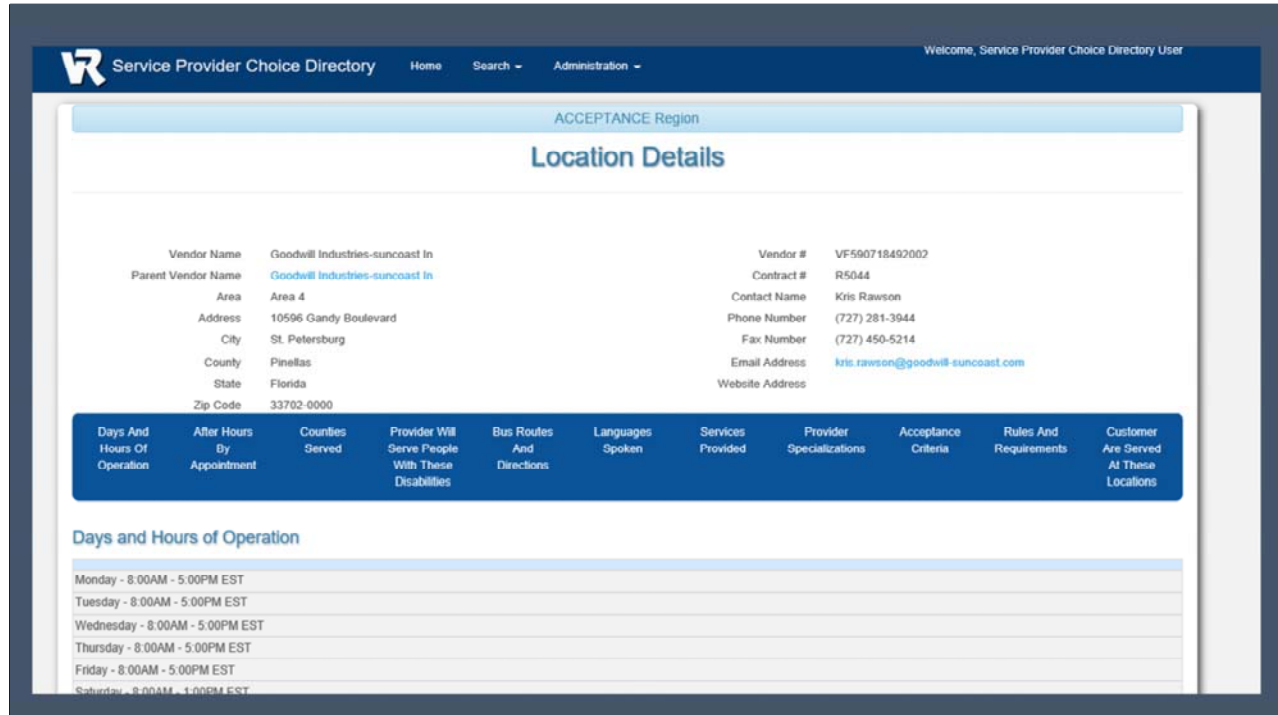 Welcome, Service Provider Choice Directory User
VR Service Provider Choice Directory Home Search Administration
ACCEPTANCE Region
Location Details
Vendor Name Goodwill Industries-suncoast In Vendor # VF590718492002
Parent Vendor Name Goodwill Industries-suncoast In Contract # R5044
Area Area 4 Contact Name Kris Rawson
Address 10596 Gandy Boulevard Phone Number (727) 281-3944
City St. Petersburg Fax Number (727) 450-5214
County Pinellas Email Address kris.rawson@goodwill-suncoast.com
State Florida Website Address
Zip Code 33702-0000
Days And After Hours Counties Provider Will Bus Routes Languages Services Provider Acceptance Rules And Customer
Hours Of By Served Serve People And Spoken Provided Specializations Criteria Requirements Are Served
Operation Appointment With These Directions At These
Disabilities Locations
Days and Hours of Operation
Monday - 8:00AM - 5:00PM EST
Tuesday - 8:00AM - 5:00PM EST
Wednesday - 8:00AM - 5:00PM EST
Thursday - 8:00AM - 5:00PM EST
Friday - 8:00AM - 5:00PM EST
Saturday - 8:00AM - 1:00PM EST